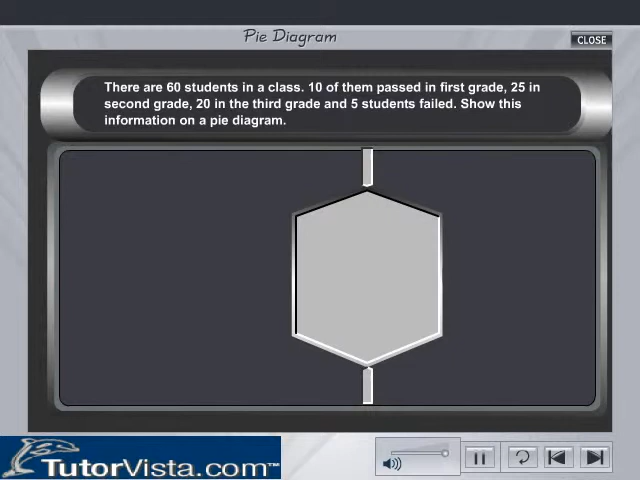 Pie Diagram
CLOSE
There are 60 students in a class. 10 of them passed in first grade, 25 in
second grade, 20 in the third grade and 5 students failed. Show this
information on a pie diagram.
TutorVista.com™